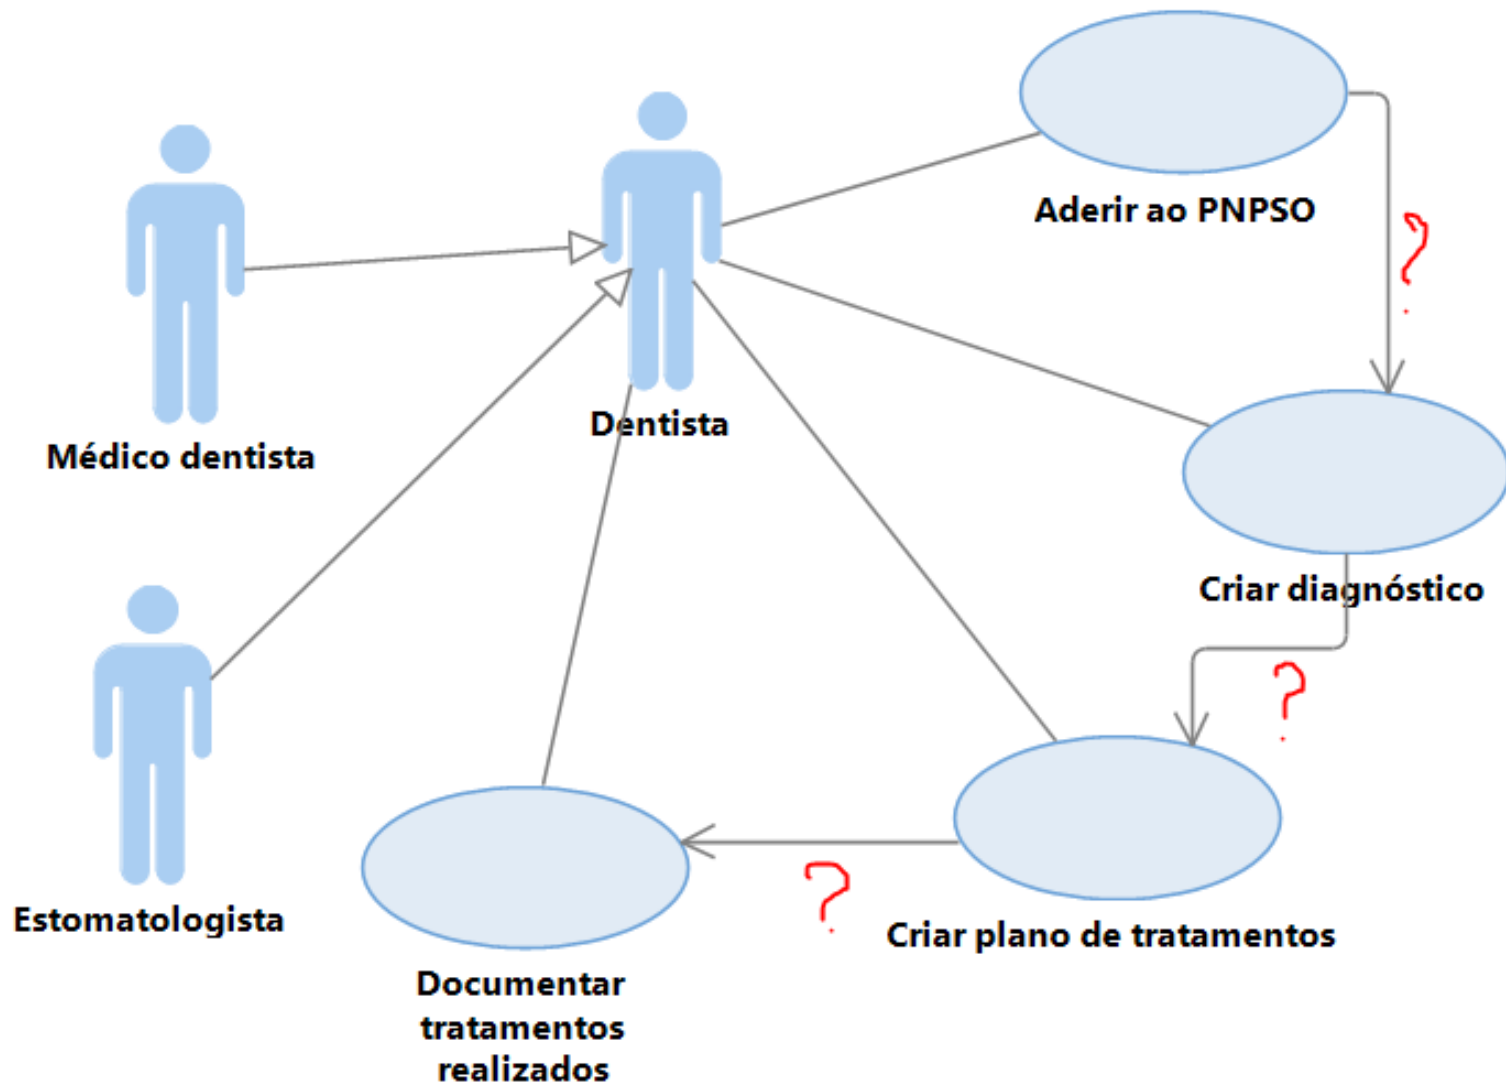 Aderir ao PNPSO
?
Dentista
Médico dentista
Criar diagnóstico
?
Estomatologista
?
Criar plano de tratamentos
Documentar
tratamentos
realizados